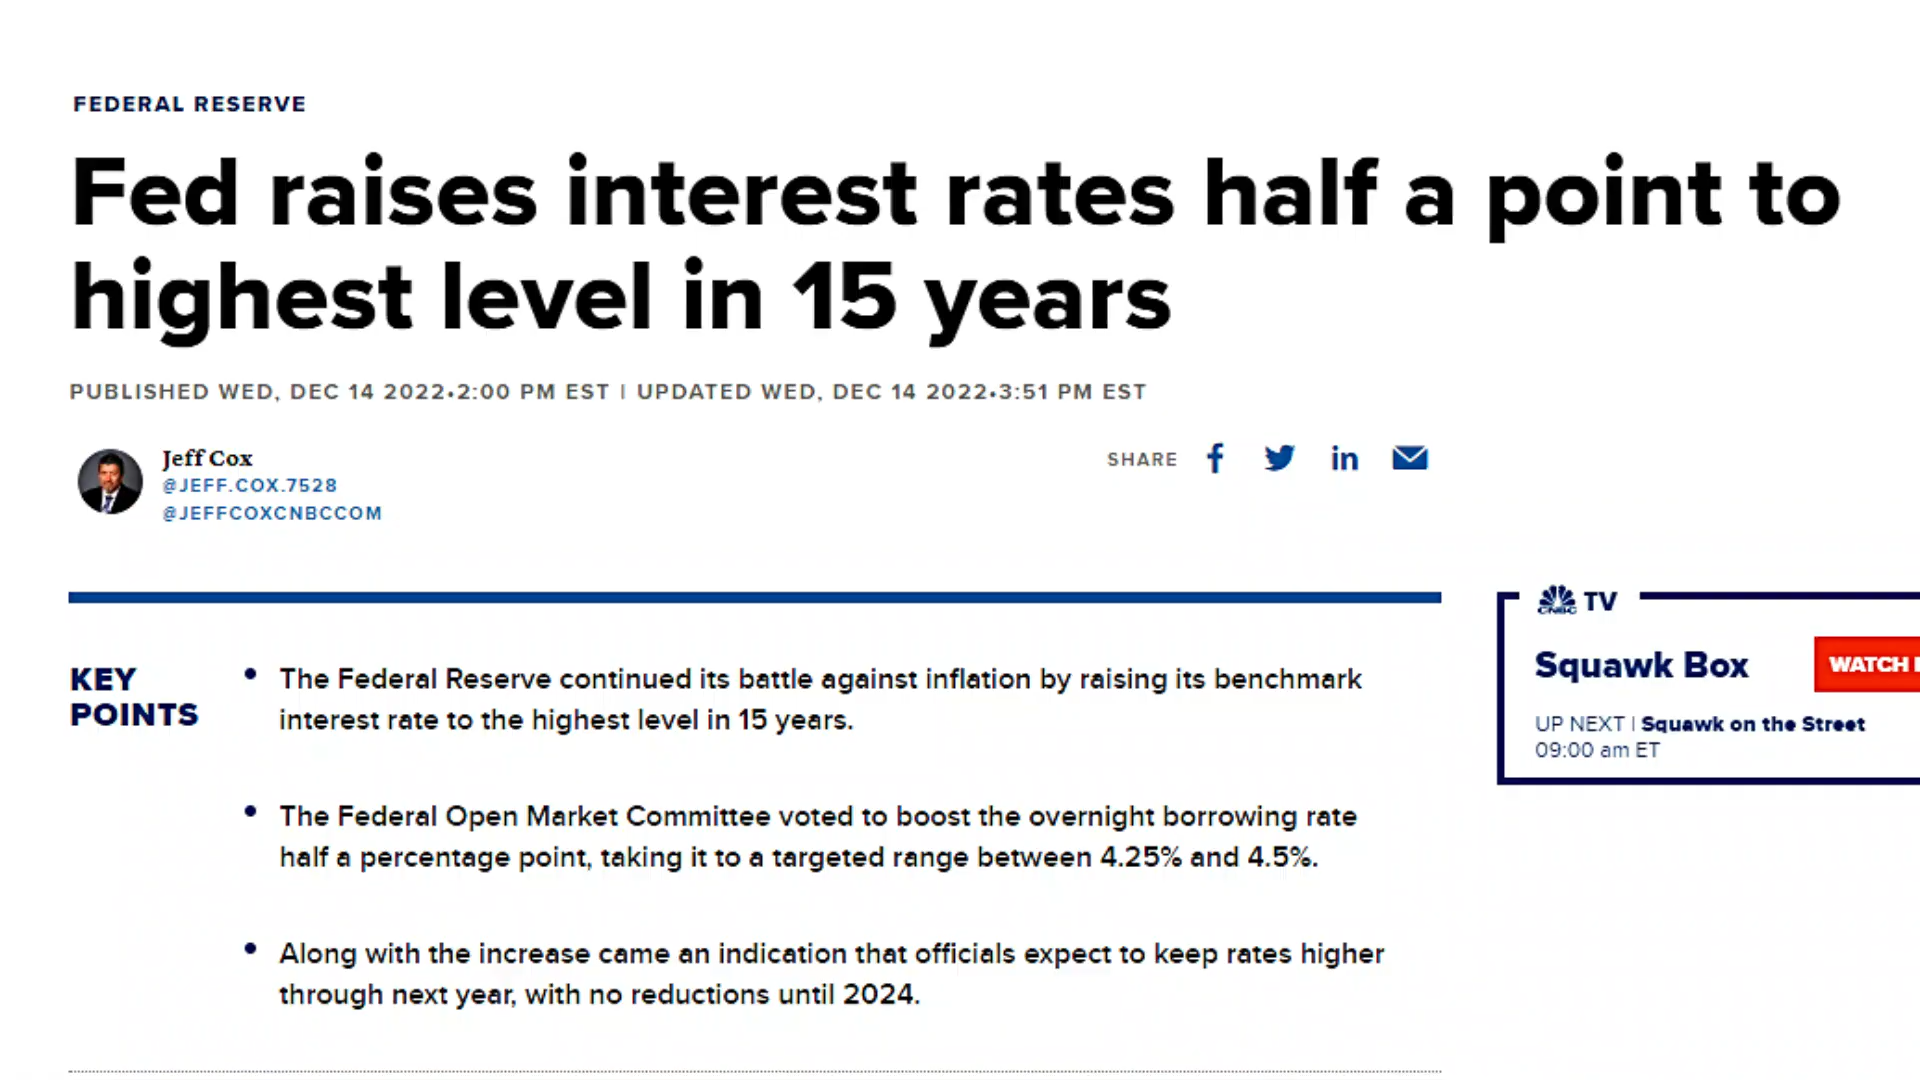 FEDERAL RESERVE
Fed raises interest rates half a point to
highest level in 15 years
PUBLISHED WED, DEC 14 2022•2:00 PM EST | UPDATED WED, DEC 14 2022•3:51 PM EST
Jeff Cox
@JEFF.COX.7528
@JEFFCOXCNBCCOM
SHARE
KEY
POINTS
• The Federal Reserve continued its battle against inflation by raising its benchmark
interest rate to the highest level in 15 years.
• The Federal Open Market Committee voted to boost the overnight borrowing rate
half a percentage point, taking it to a targeted range between 4.25% and 4.5%.
• Along with the increase came an indication that officials expect to keep rates higher
through next year, with no reductions until 2024.
CNBC TV
Squawk Box
WATCH
UP NEXT | Squawk on the Street
09:00 am ET